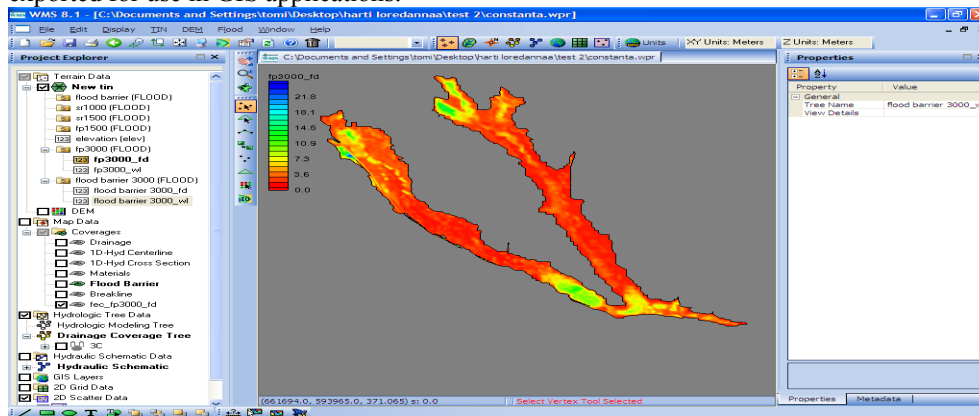 exported for use in GIS applications.
WMS 8.1 - [C:\Documents and Settings\tomi\Desktop\harti loredannaa\test 2\constanta.wpr]
File Edit Display TIN DEM Flood Window Help
Units XY Units: Meters Z Units: Meters
Project Explorer
C:\Documents and Settings\tomi\Desktop\harti loredannaa\test 2\constanta.wpr
Properties
Terrain Data
New tin
flood barrier (FLOOD)
sr1000 (FLOOD)
sr1500 (FLOOD)
fp1500 (FLOOD)
elevation (elev)
fp3000 (FLOOD)
fp3000_fd
fp3000_wl
flood barrier 3000 (FLOOD)
flood barrier 3000_fd
flood barrier 3000_wl
DEM
Map Data
Coverages
Drainage
1D-Hyd Centerline
1D-Hyd Cross Section
Materials
Flood Barrier
Breakline
fec_fp3000_fd
Hydrologic Tree Data
Hydrologic Modeling Tree
Drainage Coverage Tree
3C
Hydraulic Schematic Data
Hydraulic Schematic
GIS Layers
2D Grid Data
2D Scatter Data
fp3000_fd
21.8
18.1
14.5
10.9
7.3
3.6
0.0
Property Value
General
Tree Name flood barrier 3000_w
View Details
(661694.0, 593965.0, 371.065) s: 0.0 Select Vertex Tool Selected
Properties Metadata